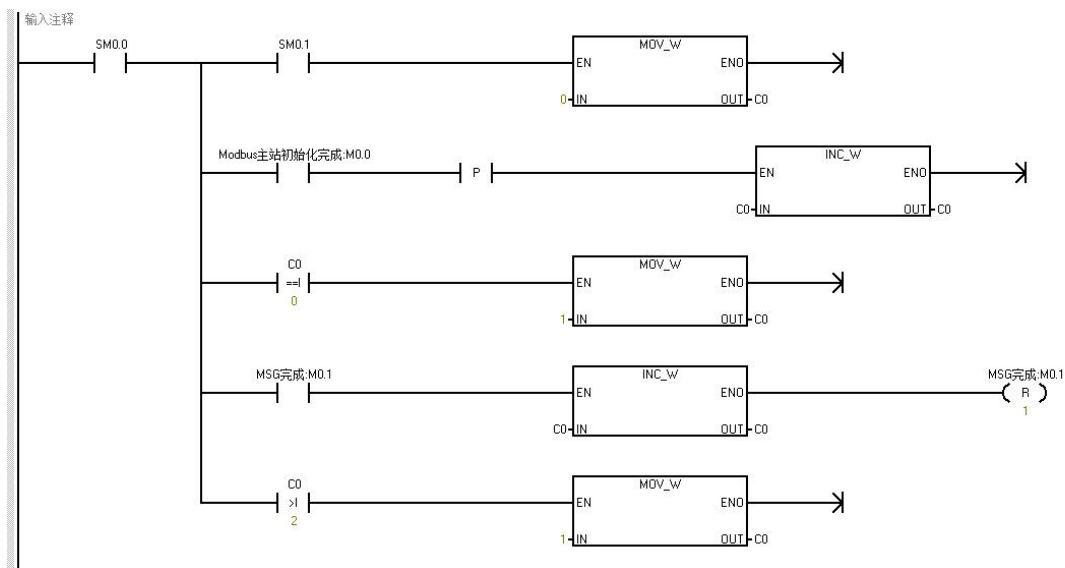 输入注释
SM0.0
SM0.1
MOV_W
EN
ENO
0
IN
OUT
C0
Modbus主站初始化完成:M0.0
P
INC_W
EN
ENO
C0
IN
OUT
C0
C0
==I
0
MOV_W
EN
ENO
1
IN
OUT
C0
MSG完成:M0.1
INC_W
EN
ENO
C0
IN
OUT
C0
MSG完成:M0.1
R
1
C0
>I
2
MOV_W
EN
ENO
1
IN
OUT
C0